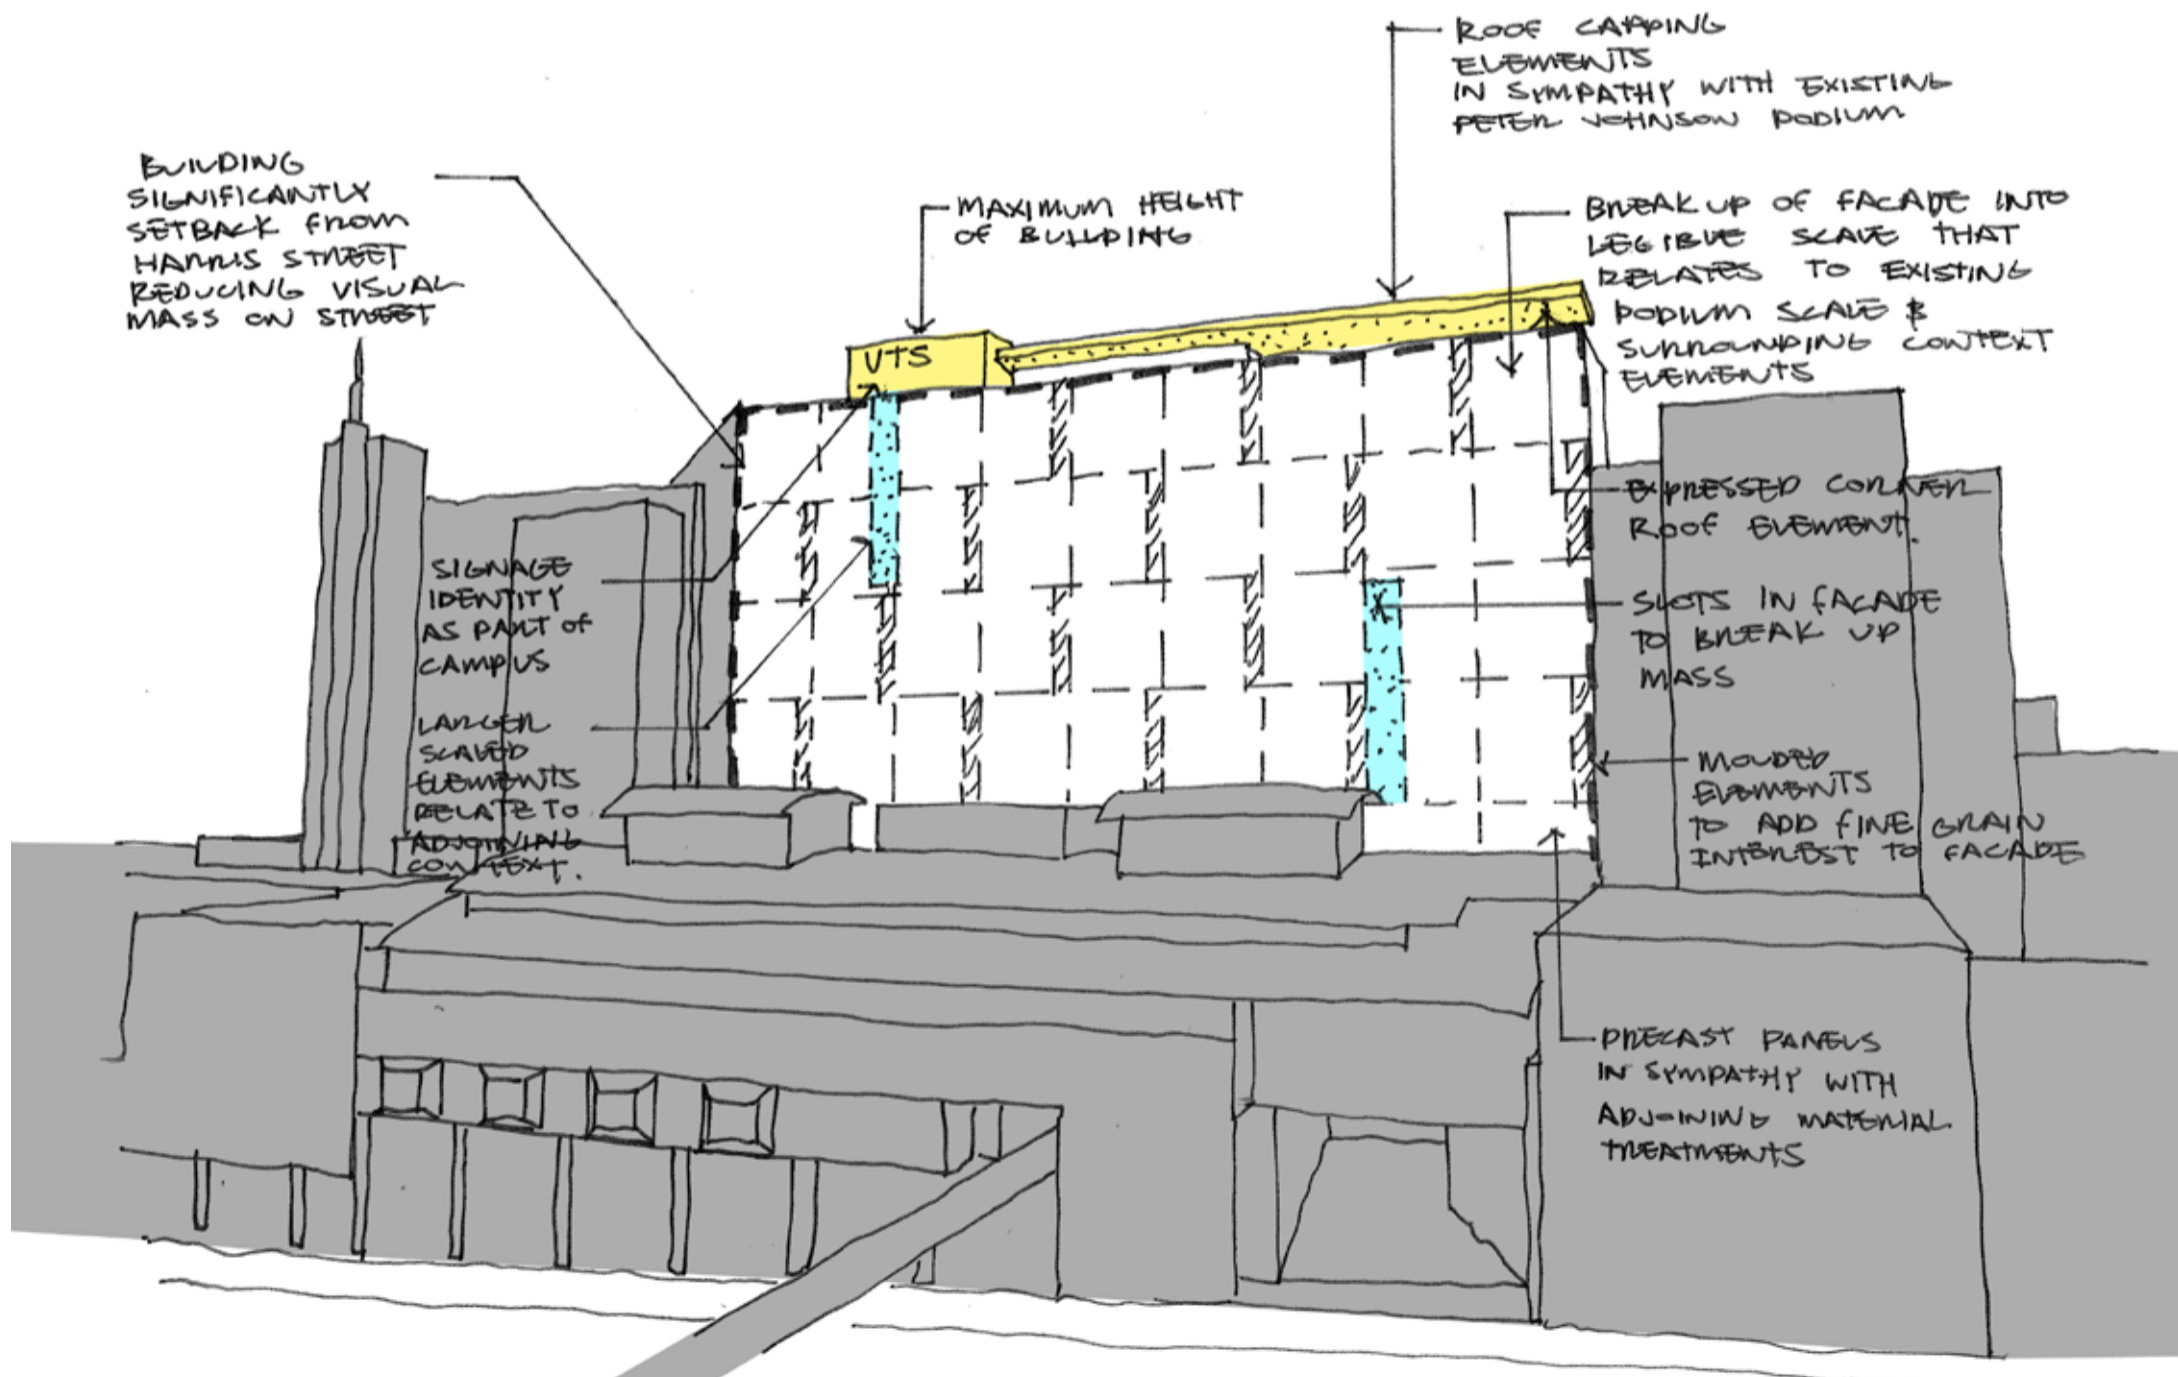 ROOF CAPPING
ELEMENTS
IN SYMPATHY WITH EXISTING
PETER JOHNSON PODIUM
BUILDING
SIGNIFICANTLY
SETBACK FROM
HARRIS STREET
REDUCING VISUAL
MASS ON STREET
MAXIMUM HEIGHT
OF BUILDING
BREAK UP OF FACADE INTO
LEGIBLE SCALE THAT
RELATES TO EXISTING
PODIUM SCALE &
SURROUNDING CONTEXT
ELEMENTS
UTS
EXPRESSED CORNER
ROOF ELEMENT.
SIGNAGE
IDENTITY
AS PART OF
CAMPUS
SLOTS IN FACADE
TO BREAK UP
MASS
LARGER
SCALED
ELEMENTS
RELATE TO
ADJOINING
CONTEXT.
MOULDED
ELEMENTS
TO ADD FINE GRAIN
INTEREST TO FACADE
PRECAST PANELS
IN SYMPATHY WITH
ADJOINING MATERIAL
TREATMENTS